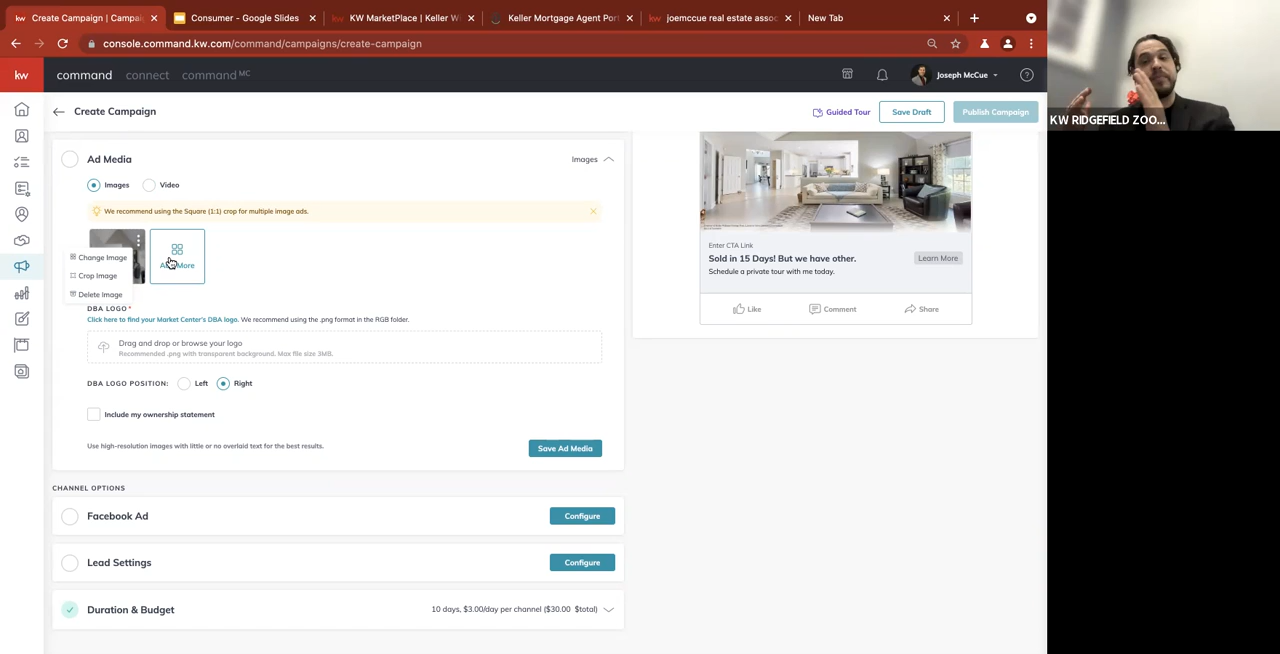 Create Campaign | Campai
Consumer - Google Slides
KW MarketPlace | Keller W
Keller Mortgage Agent Por
joemccue real estate assoc
New Tab
console.command.kw.com/command/campaigns/create-campaign
kw command connect command MC
Joseph McCue
KW RIDGEFIELD ZOO...
Create Campaign
Guided Tour
Save Draft
Publish Campaign
Ad Media
Images
Images
Video
We recommend using the Square (1:1) crop for multiple image ads.
Change Image
Crop Image
Delete Image
More
DBA LOGO*
Click here to find your Market Center's DBA logo. We recommend using the .png format in the RGB folder.
Drag and drop or browse your logo
Recommended .png with transparent background. Max file size 3MB.
DBA LOGO POSITION:
Left
Right
Include my ownership statement
Use high-resolution images with little or no overlaid text for the best results.
Save Ad Media
Enter CTA Link
Sold in 15 Days! But we have other.
Schedule a private tour with me today.
Learn More
Like
Comment
Share
CHANNEL OPTIONS
Facebook Ad
Configure
Lead Settings
Configure
Duration & Budget
10 days, $3.00/day per channel ($30.00 $total)